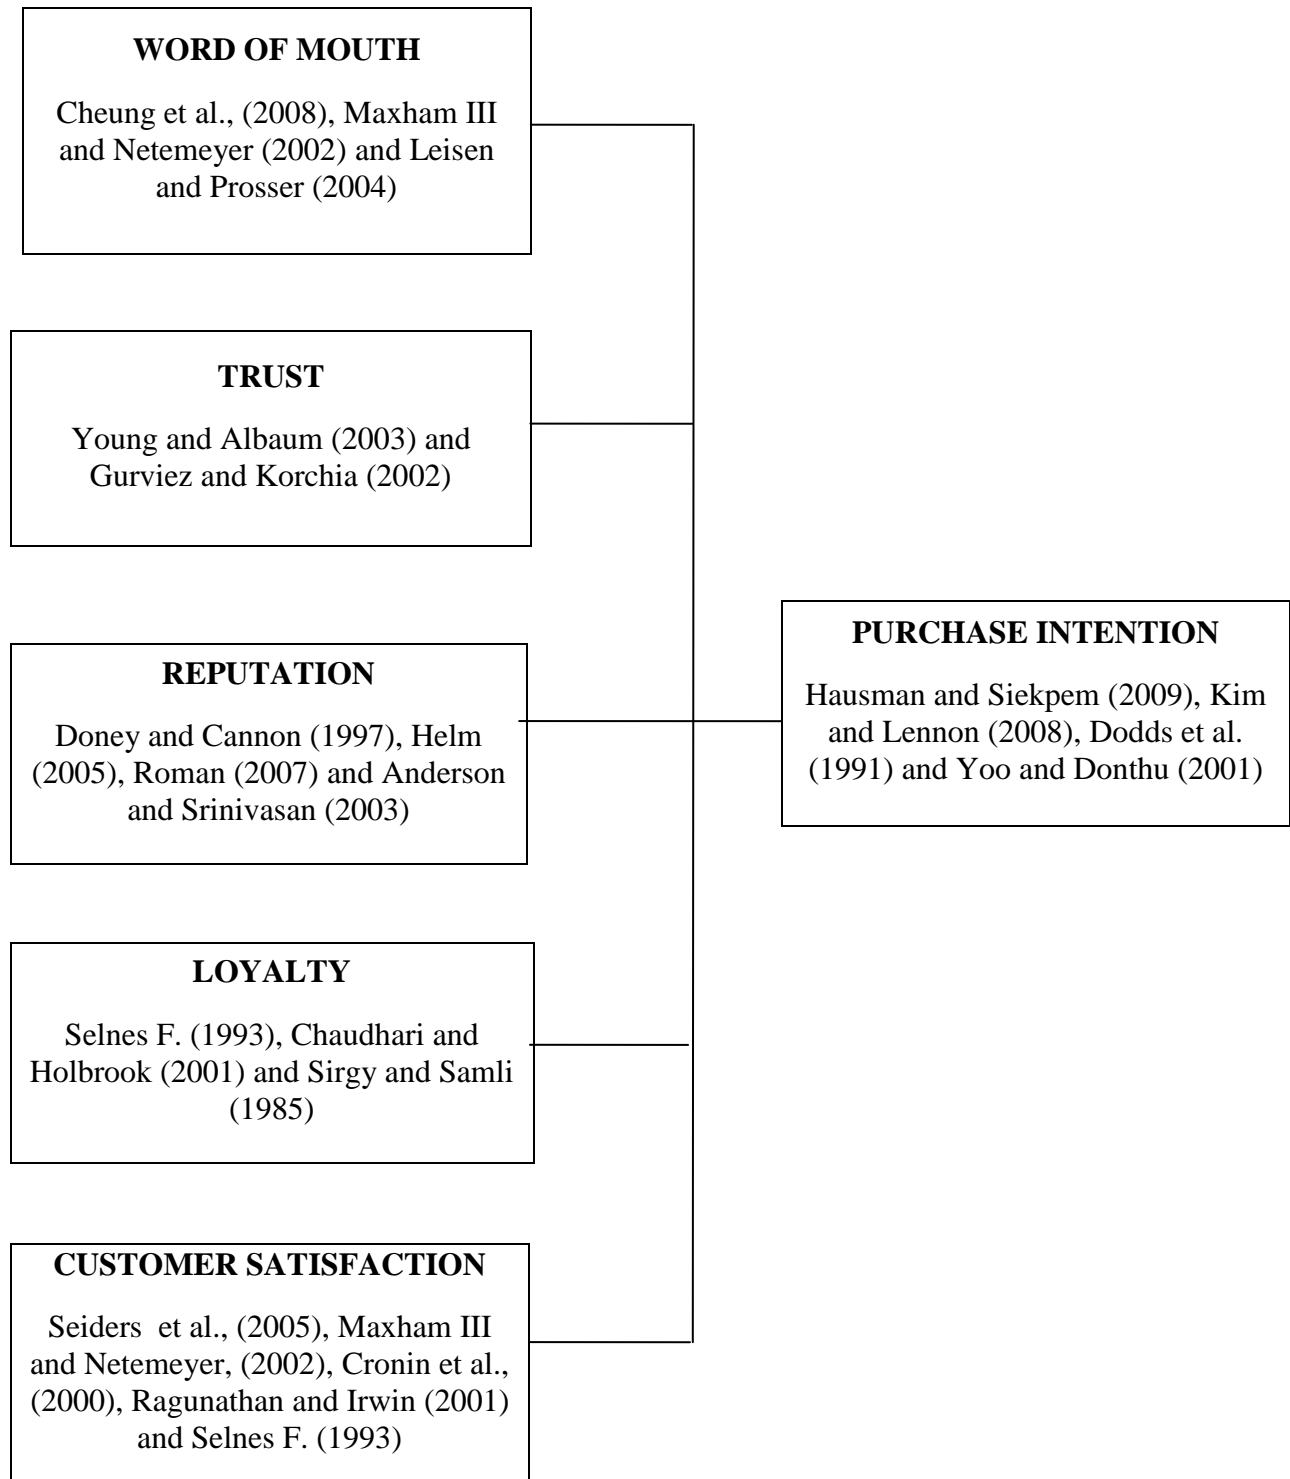 WORD OF MOUTH
Cheung et al., (2008), Maxham III
and Netemeyer (2002) and Leisen
and Prosser (2004)
TRUST
Young and Albaum (2003) and
Gurviez and Korchia (2002)
REPUTATION
Doney and Cannon (1997), Helm
(2005), Roman (2007) and Anderson
and Srinivasan (2003)
LOYALTY
Selnes F. (1993), Chaudhari and
Holbrook (2001) and Sirgy and Samli
(1985)
CUSTOMER SATISFACTION
Seiders et al., (2005), Maxham III
and Netemeyer, (2002), Cronin et al.,
(2000), Ragunathan and Irwin (2001)
and Selnes F. (1993)
PURCHASE INTENTION
Hausman and Siekpem (2009), Kim
and Lennon (2008), Dodds et al.
(1991) and Yoo and Donthu (2001)